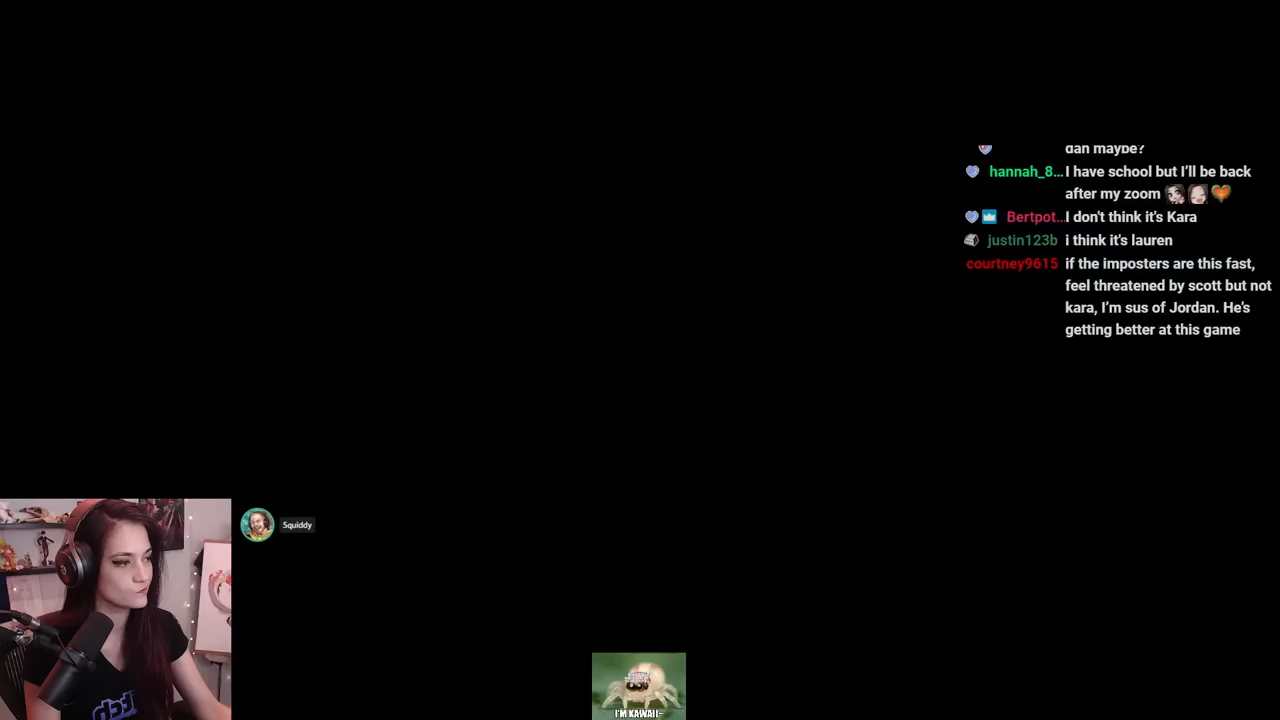 dan maybe?
hannah_8... I have school but I'll be back
after my zoom
Bertpot... I don't think it's Kara
justin123b i think it's lauren
courtney9615 if the imposters are this fast,
feel threatened by scott but not
kara, I'm sus of Jordan. He's
getting better at this game
Squiddy
I'M KAWAII~